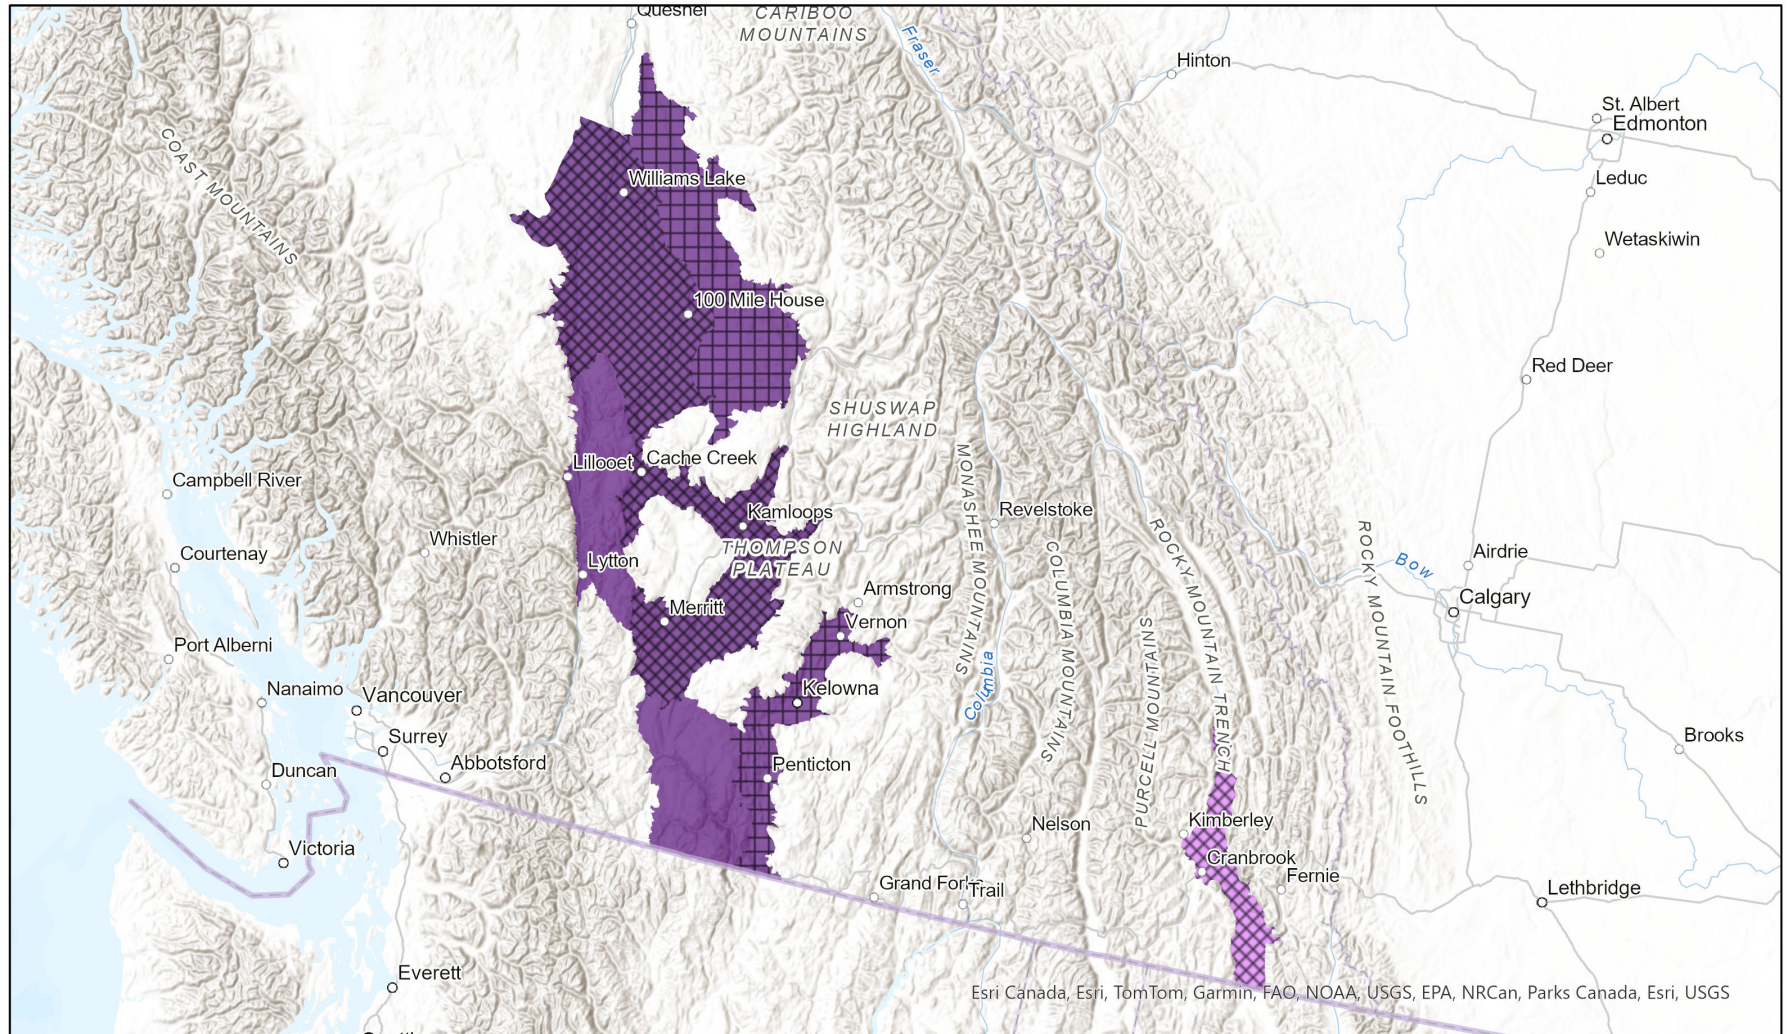 Quesnel
CARIBOO
MOUNTAINS
Fraser
Hinton
St. Albert
Edmonton
COAST MOUNTAINS
Williams Lake
Leduc
Wetaskiwin
100 Mile House
Red Deer
SHUSWAP
HIGHLAND
Lillooet
Cache Creek
Campbell River
Kamloops
Revelstoke
MONASHEE MOUNTAINS
Whistler
Courtenay
THOMPSON
PLATEAU
Lytton
COLUMBIA MOUNTAINS
ROCKY MOUNTAIN TRENCH
ROCKY MOUNTAIN FOOTHILLS
Bow
Airdrie
Calgary
Armstrong
Merritt
Vernon
Port Alberni
PURCELL MOUNTAINS
Columbia
Nanaimo
Vancouver
Kelowna
Surrey
Brooks
Abbotsford
Penticton
Duncan
Nelson
Kimberley
Victoria
Cranbrook
Fernie
Grand Forks
Trail
Lethbridge
Everett
Esri Canada, Esri, TomTom, Garmin, FAO, NOAA, USGS, EPA, NRCan, Parks Canada, Esri, USGS